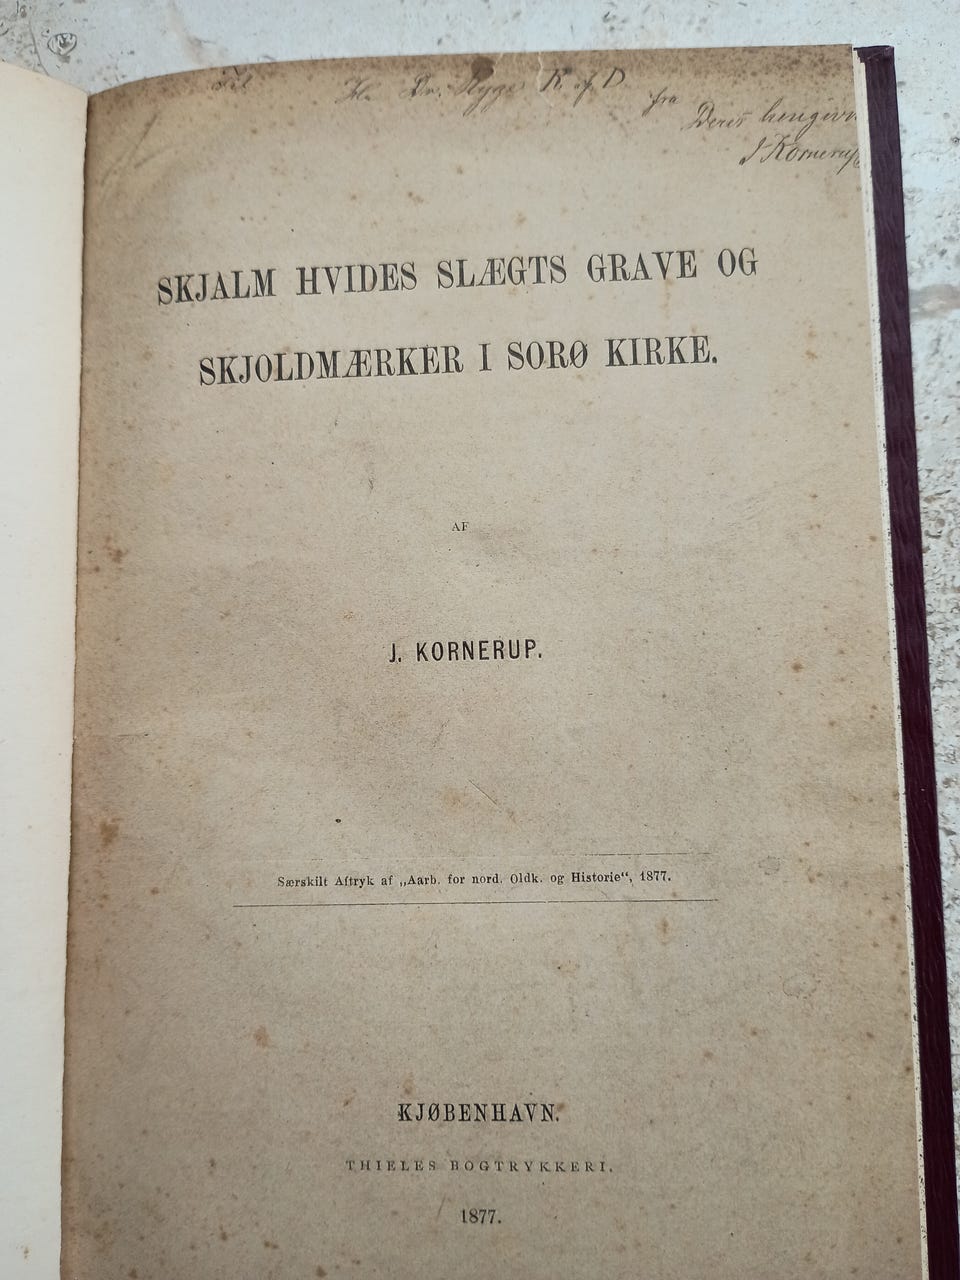 Til Hr. Dr. Rygge R. af D
fra
Deres hengivn
J Kornerup
SKJALM HVIDES SLÆGTS GRAVE OG
SKJOLDMÆRKER I SORØ KIRKE.
AF
J. KORNERUP.
Særskilt Aftryk af „Aarb. for nord. Oldk. og Historie“, 1877.
KJØBENHAVN.
THIELES BOGTRYKKERI.
1877.